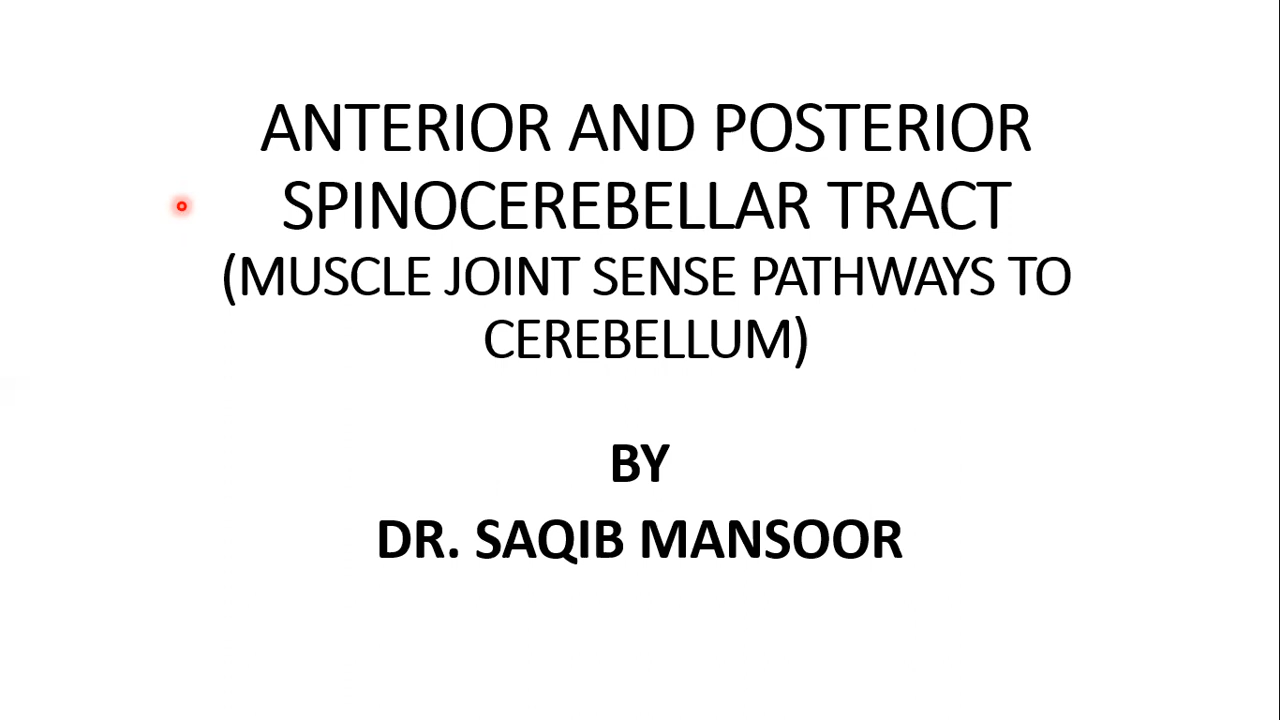 ANTERIOR AND POSTERIOR
SPINOCEREBELLAR TRACT
(MUSCLE JOINT SENSE PATHWAYS TO
CEREBELLUM)
BY
DR. SAQIB MANSOOR